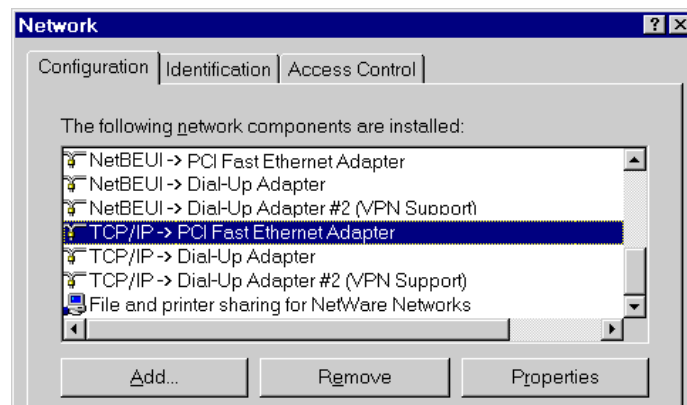 Network
Configuration Identification Access Control
The following network components are installed:
NetBEUI -> PCI Fast Ethernet Adapter
NetBEUI -> Dial-Up Adapter
NetBEUI -> Dial-Up Adapter #2 (VPN Support)
TCP/IP -> PCI Fast Ethernet Adapter
TCP/IP -> Dial-Up Adapter
TCP/IP -> Dial-Up Adapter #2 (VPN Support)
File and printer sharing for NetWare Networks
Add... Remove Properties